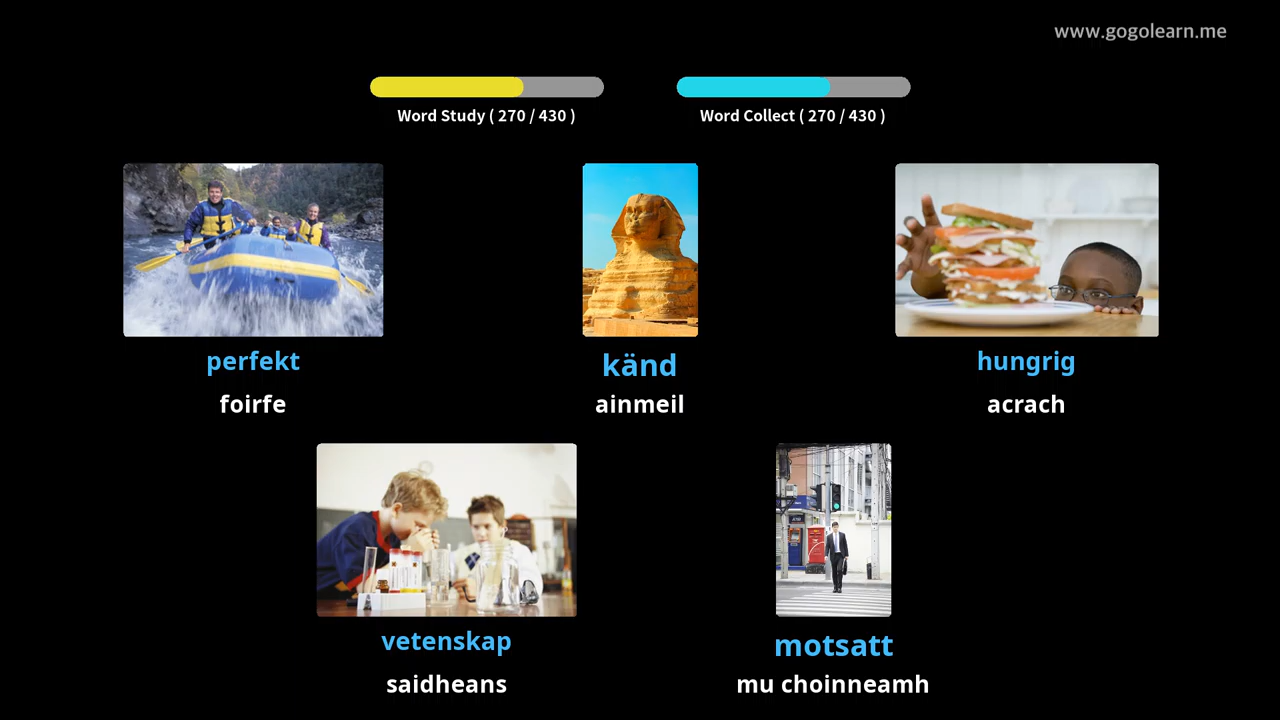 www.gogolearn.me
Word Study ( 270 / 430 )
Word Collect ( 270 / 430 )
perfekt
foirfe
känd
ainmeil
hungrig
acrach
vetenskap
saidheans
motsatt
mu choinneamh